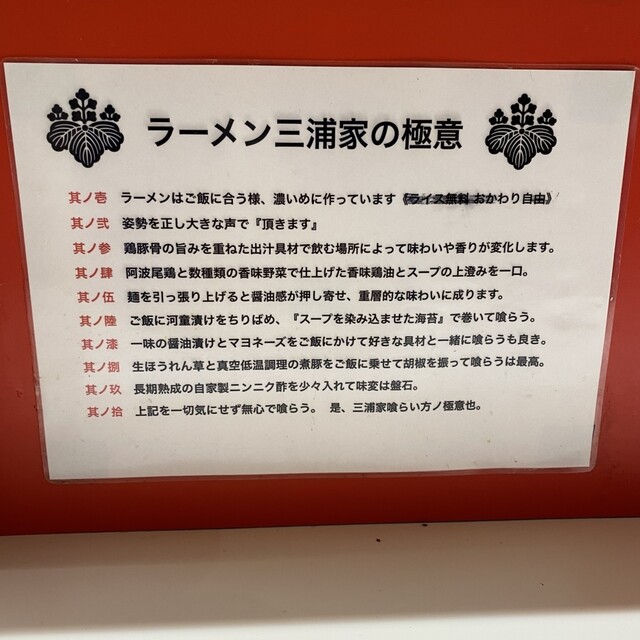 ラーメン三浦家の極意
其ノ壱 ラーメンはご飯に合う様、濃いめに作っています《ライス無料 おかわり自由》
其ノ弐 姿勢を正し大きな声で『頂きます』
其ノ参 鶏豚骨の旨みを重ねた出汁具材で飲む場所によって味わいや香りが変化します。
其ノ肆 阿波尾鶏と数種類の香味野菜で仕上げた香味鶏油とスープの上澄みを一口。
其ノ伍 麺を引っ張り上げると醤油感が押し寄せ、重層的な味わいに成ります。
其ノ陸 ご飯に河童漬けをちりばめ、『スープを染み込ませた海苔』で巻いて喰らう。
其ノ漆 一味の醤油漬けとマヨネーズをご飯にかけて好きな具材と一緒に喰らうも良き。
其ノ捌 生ほうれん草と真空低温調理の煮豚をご飯に乗せて胡椒を振って喰らうは最高。
其ノ玖 長期熟成の自家製ニンニク酢を少々入れて味変は盤石。
其ノ拾 上記を一切気にせず無心で喰らう。 是、三浦家喰らい方ノ極意也。